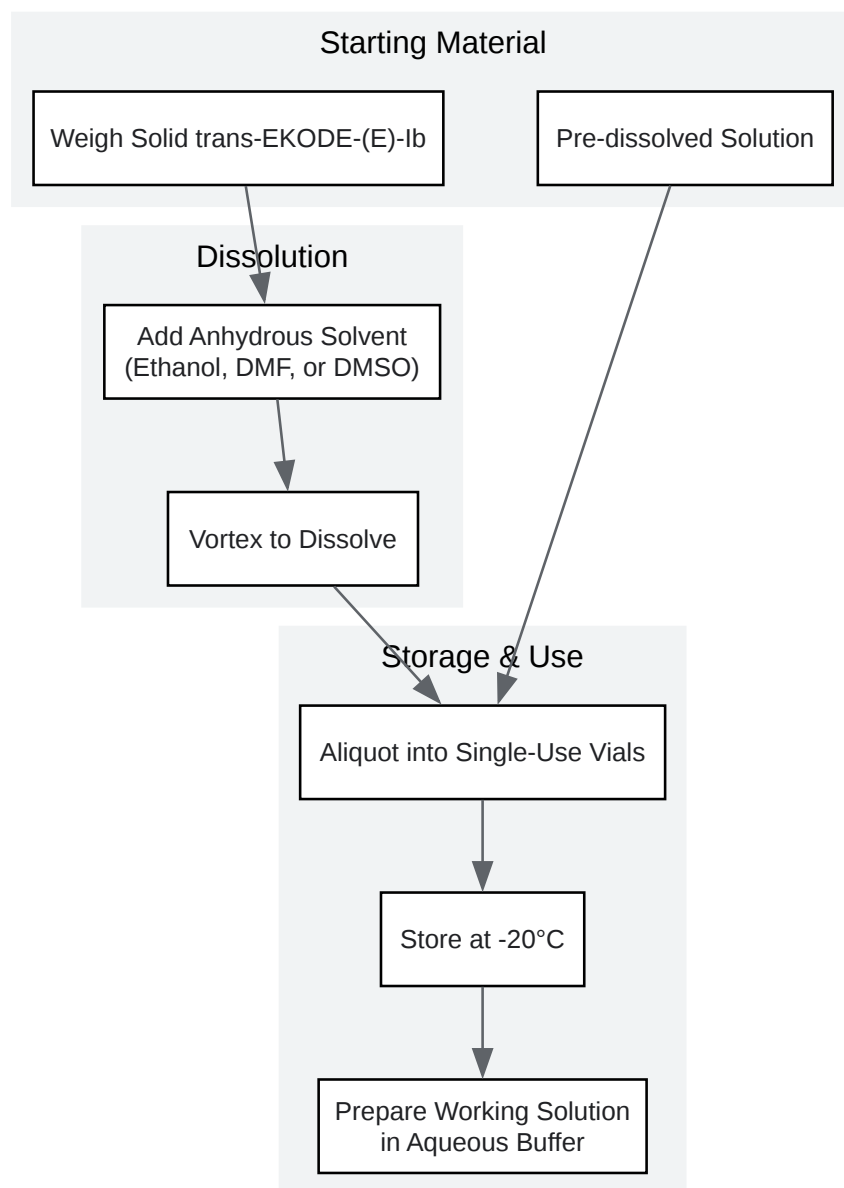 Starting Material
Weigh Solid trans-EKODE-(E)-Ib
Pre-dissolved Solution
Dissolution
Add Anhydrous Solvent
(Ethanol, DMF, or DMSO)
Vortex to Dissolve
Storage & Use
Aliquot into Single-Use Vials
Store at -20°C
Prepare Working Solution
in Aqueous Buffer